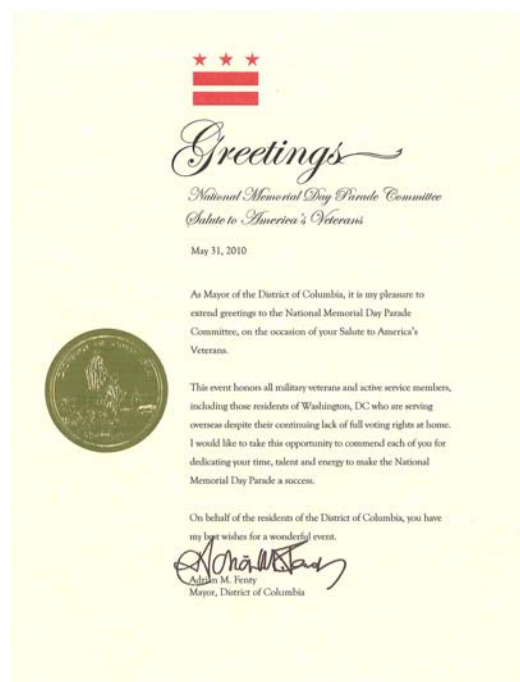 Greetings
National Memorial Day Parade Committee
Salute to America's Veterans
May 31, 2010
As Mayor of the District of Columbia, it is my pleasure to
extend greetings to the National Memorial Day Parade
Committee, on the occasion of your Salute to America's
Veterans.
This event honors all military veterans and active service members,
including those residents of Washington, DC who are serving
overseas despite their continuing lack of full voting rights at home.
I would like to take this opportunity to commend each of you for
dedicating your time, talent and energy to make the National
Memorial Day Parade a success.
On behalf of the residents of the District of Columbia, you have
my best wishes for a wonderful event.
Adrian M. Fenty
Mayor, District of Columbia